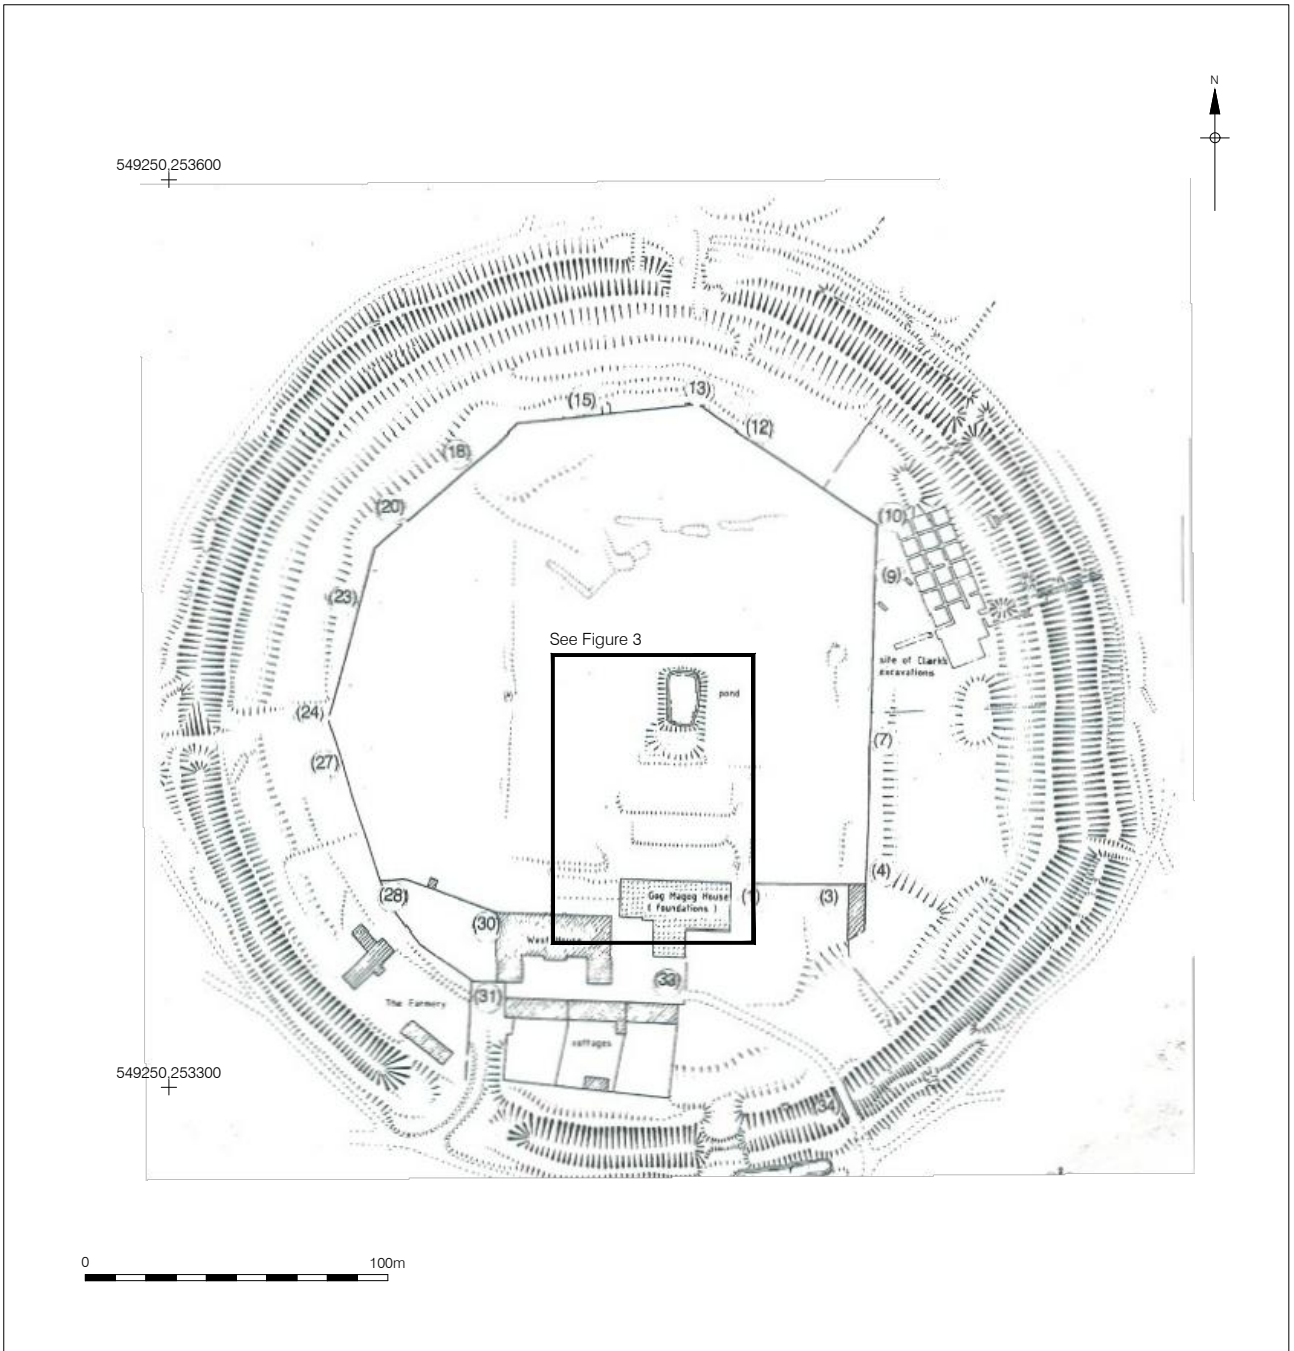 N
549250,253600
(13)
(15)
(12)
(18)
(20)
(10)
(9)
(23)
See Figure 3
site of Clark's
excavations
pond
(24)
(7)
(27)
(4)
(28)
Gog Magog House
( foundations )
(1)
(3)
(30)
West House
(33)
(31)
The Farmery
cottages
549250,253300
(34)
0 100m